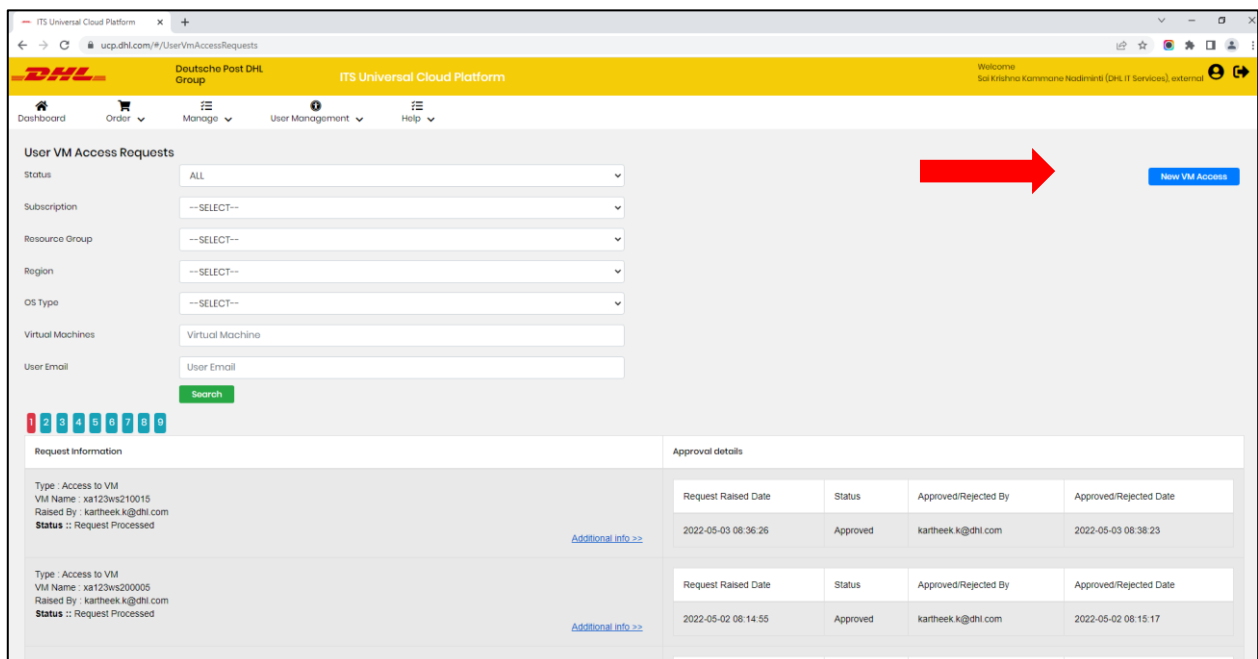 ITS Universal Cloud Platform
ucp.dhl.com/#/UserVmAccessRequests
DHL
Deutsche Post DHL
Group
ITS Universal Cloud Platform
Welcome
Sai Krishna Kammane Nadiminti (DHL IT Services), external
Dashboard
Order
Manage
User Management
Help
User VM Access Requests
Status
ALL
New VM Access
Subscription
--SELECT--
Resource Group
--SELECT--
Region
--SELECT--
OS Type
--SELECT--
Virtual Machines
Virtual Machine
User Email
User Email
Search
1 2 3 4 5 6 7 8 9
Request Information
Approval details
Type : Access to VM
VM Name : xa123ws210015
Raised By : kartheek.k@dhl.com
Status :: Request Processed
Additional info >>
Request Raised Date Status Approved/Rejected By Approved/Rejected Date
2022-05-03 08:36:26 Approved kartheek.k@dhl.com 2022-05-03 08:38:23
Type : Access to VM
VM Name : xa123ws200005
Raised By : kartheek.k@dhl.com
Status :: Request Processed
Additional info >>
Request Raised Date Status Approved/Rejected By Approved/Rejected Date
2022-05-02 08:14:55 Approved kartheek.k@dhl.com 2022-05-02 08:15:17